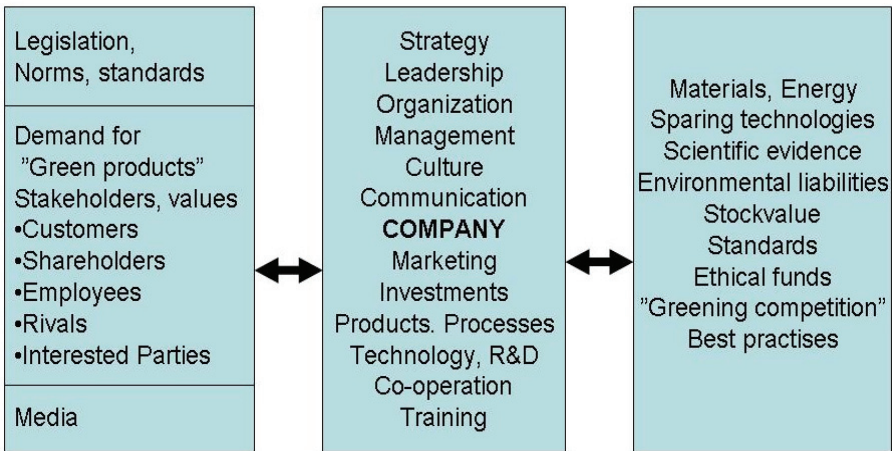 Legislation,
Norms, standards
Demand for
”Green products”
Stakeholders, values
•Customers
•Shareholders
•Employees
•Rivals
•Interested Parties
Media
Strategy
Leadership
Organization
Management
Culture
Communication
COMPANY
Marketing
Investments
Products. Processes
Technology, R&D
Co-operation
Training
Materials, Energy
Sparing technologies
Scientific evidence
Environmental liabilities
Stockvalue
Standards
Ethical funds
”Greening competition”
Best practises